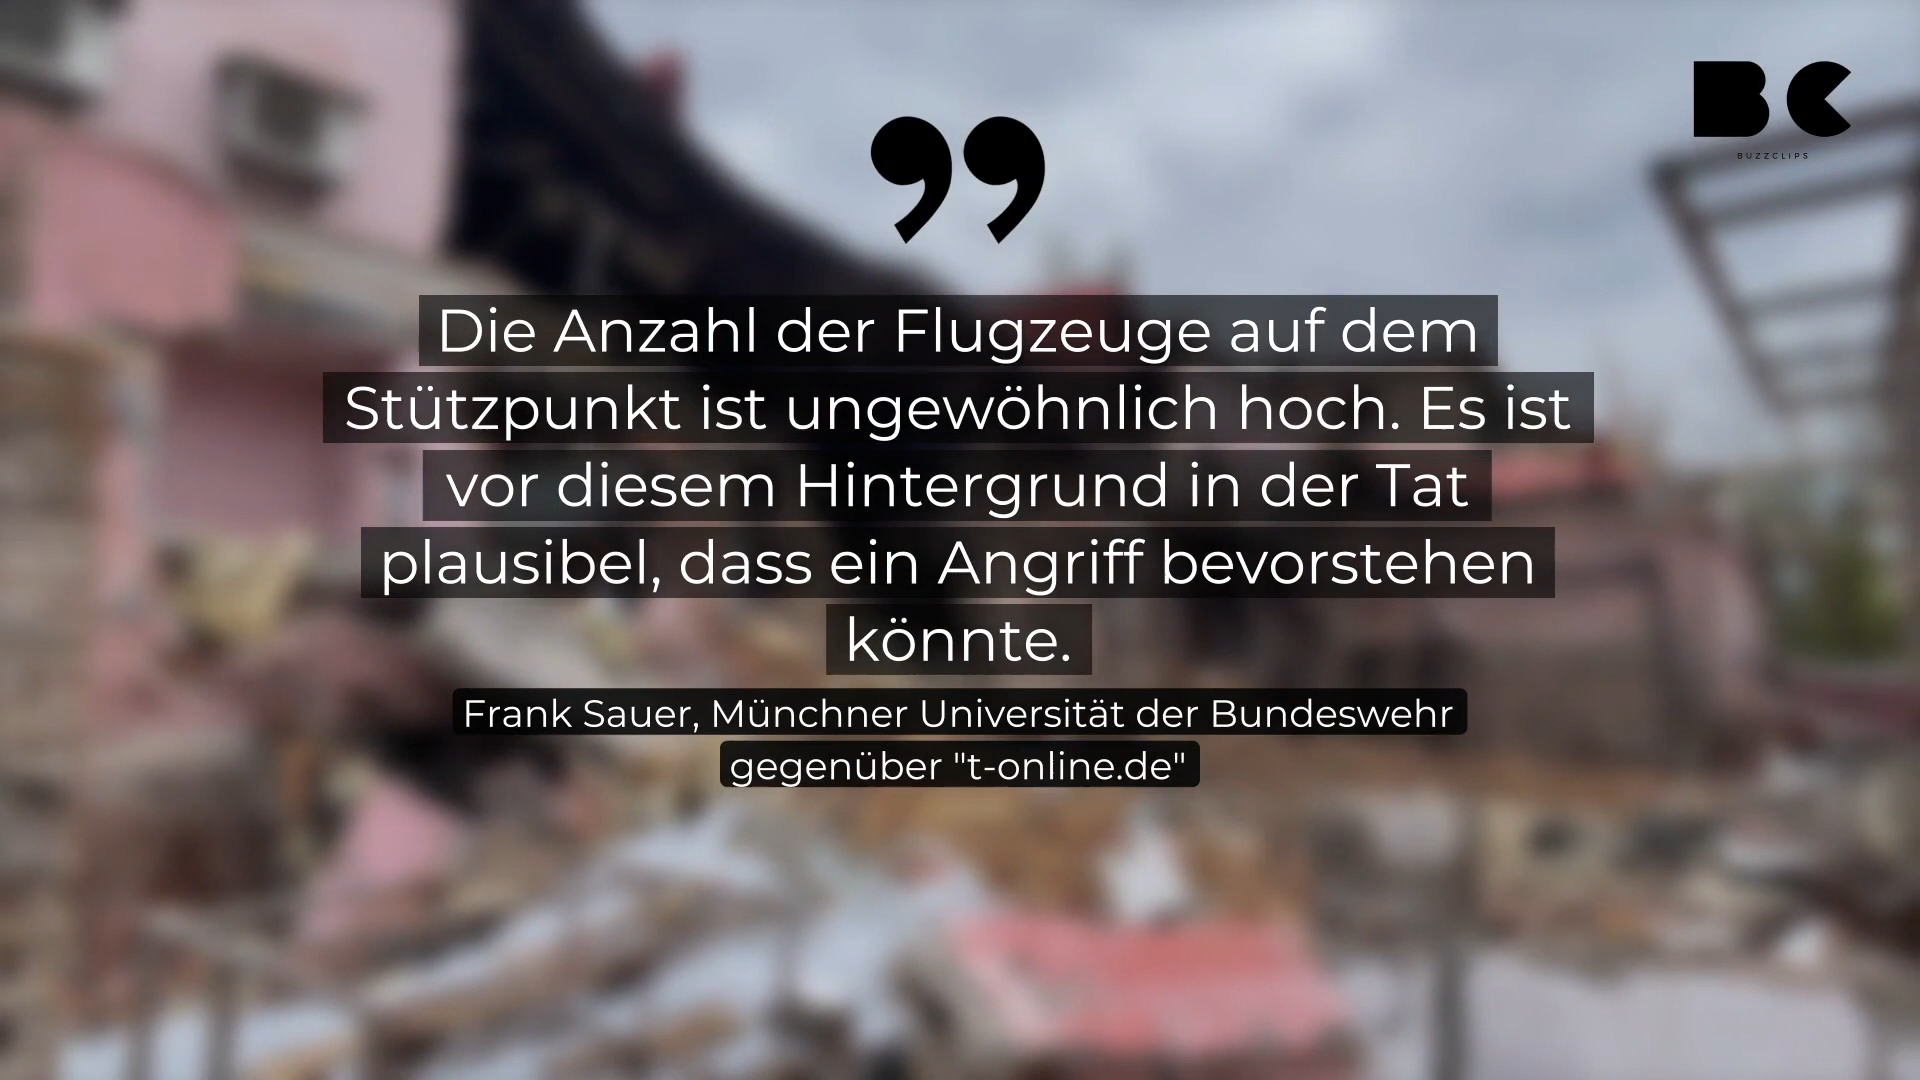 BC
BUZZCLIPS
”
Die Anzahl der Flugzeuge auf dem
Stützpunkt ist ungewöhnlich hoch. Es ist
vor diesem Hintergrund in der Tat
plausibel, dass ein Angriff bevorstehen
könnte.
Frank Sauer, Münchner Universität der Bundeswehr
gegenüber "t-online.de"